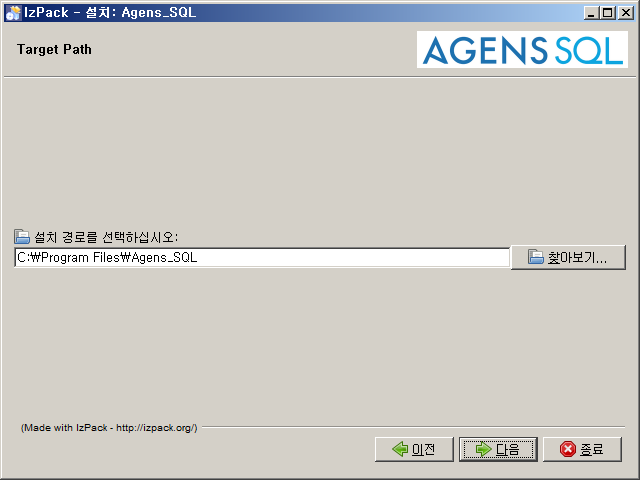 IzPack - 설치: Agens_SQL
Target Path
AGENS SQL
설치 경로를 선택하십시오:
C:₩Program Files₩Agens_SQL
찾아보기...
(Made with IzPack - http://izpack.org/)
이전
다음
종료